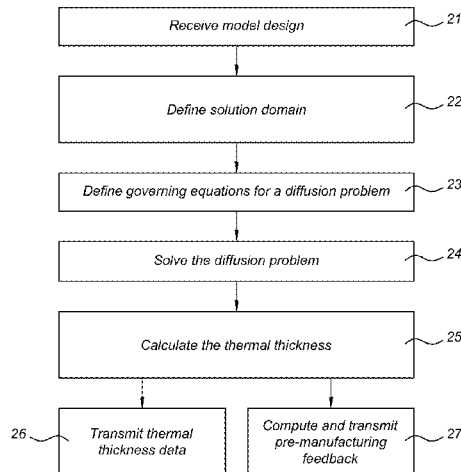 Receive model design
21
Define solution domain
22
Define governing equations for a diffusion problem
23
Solve the diffusion problem
24
Calculate the thermal thickness
25
26
Transmit thermal
thickness data
Compute and transmit
pre-manufacturing
feedback
27